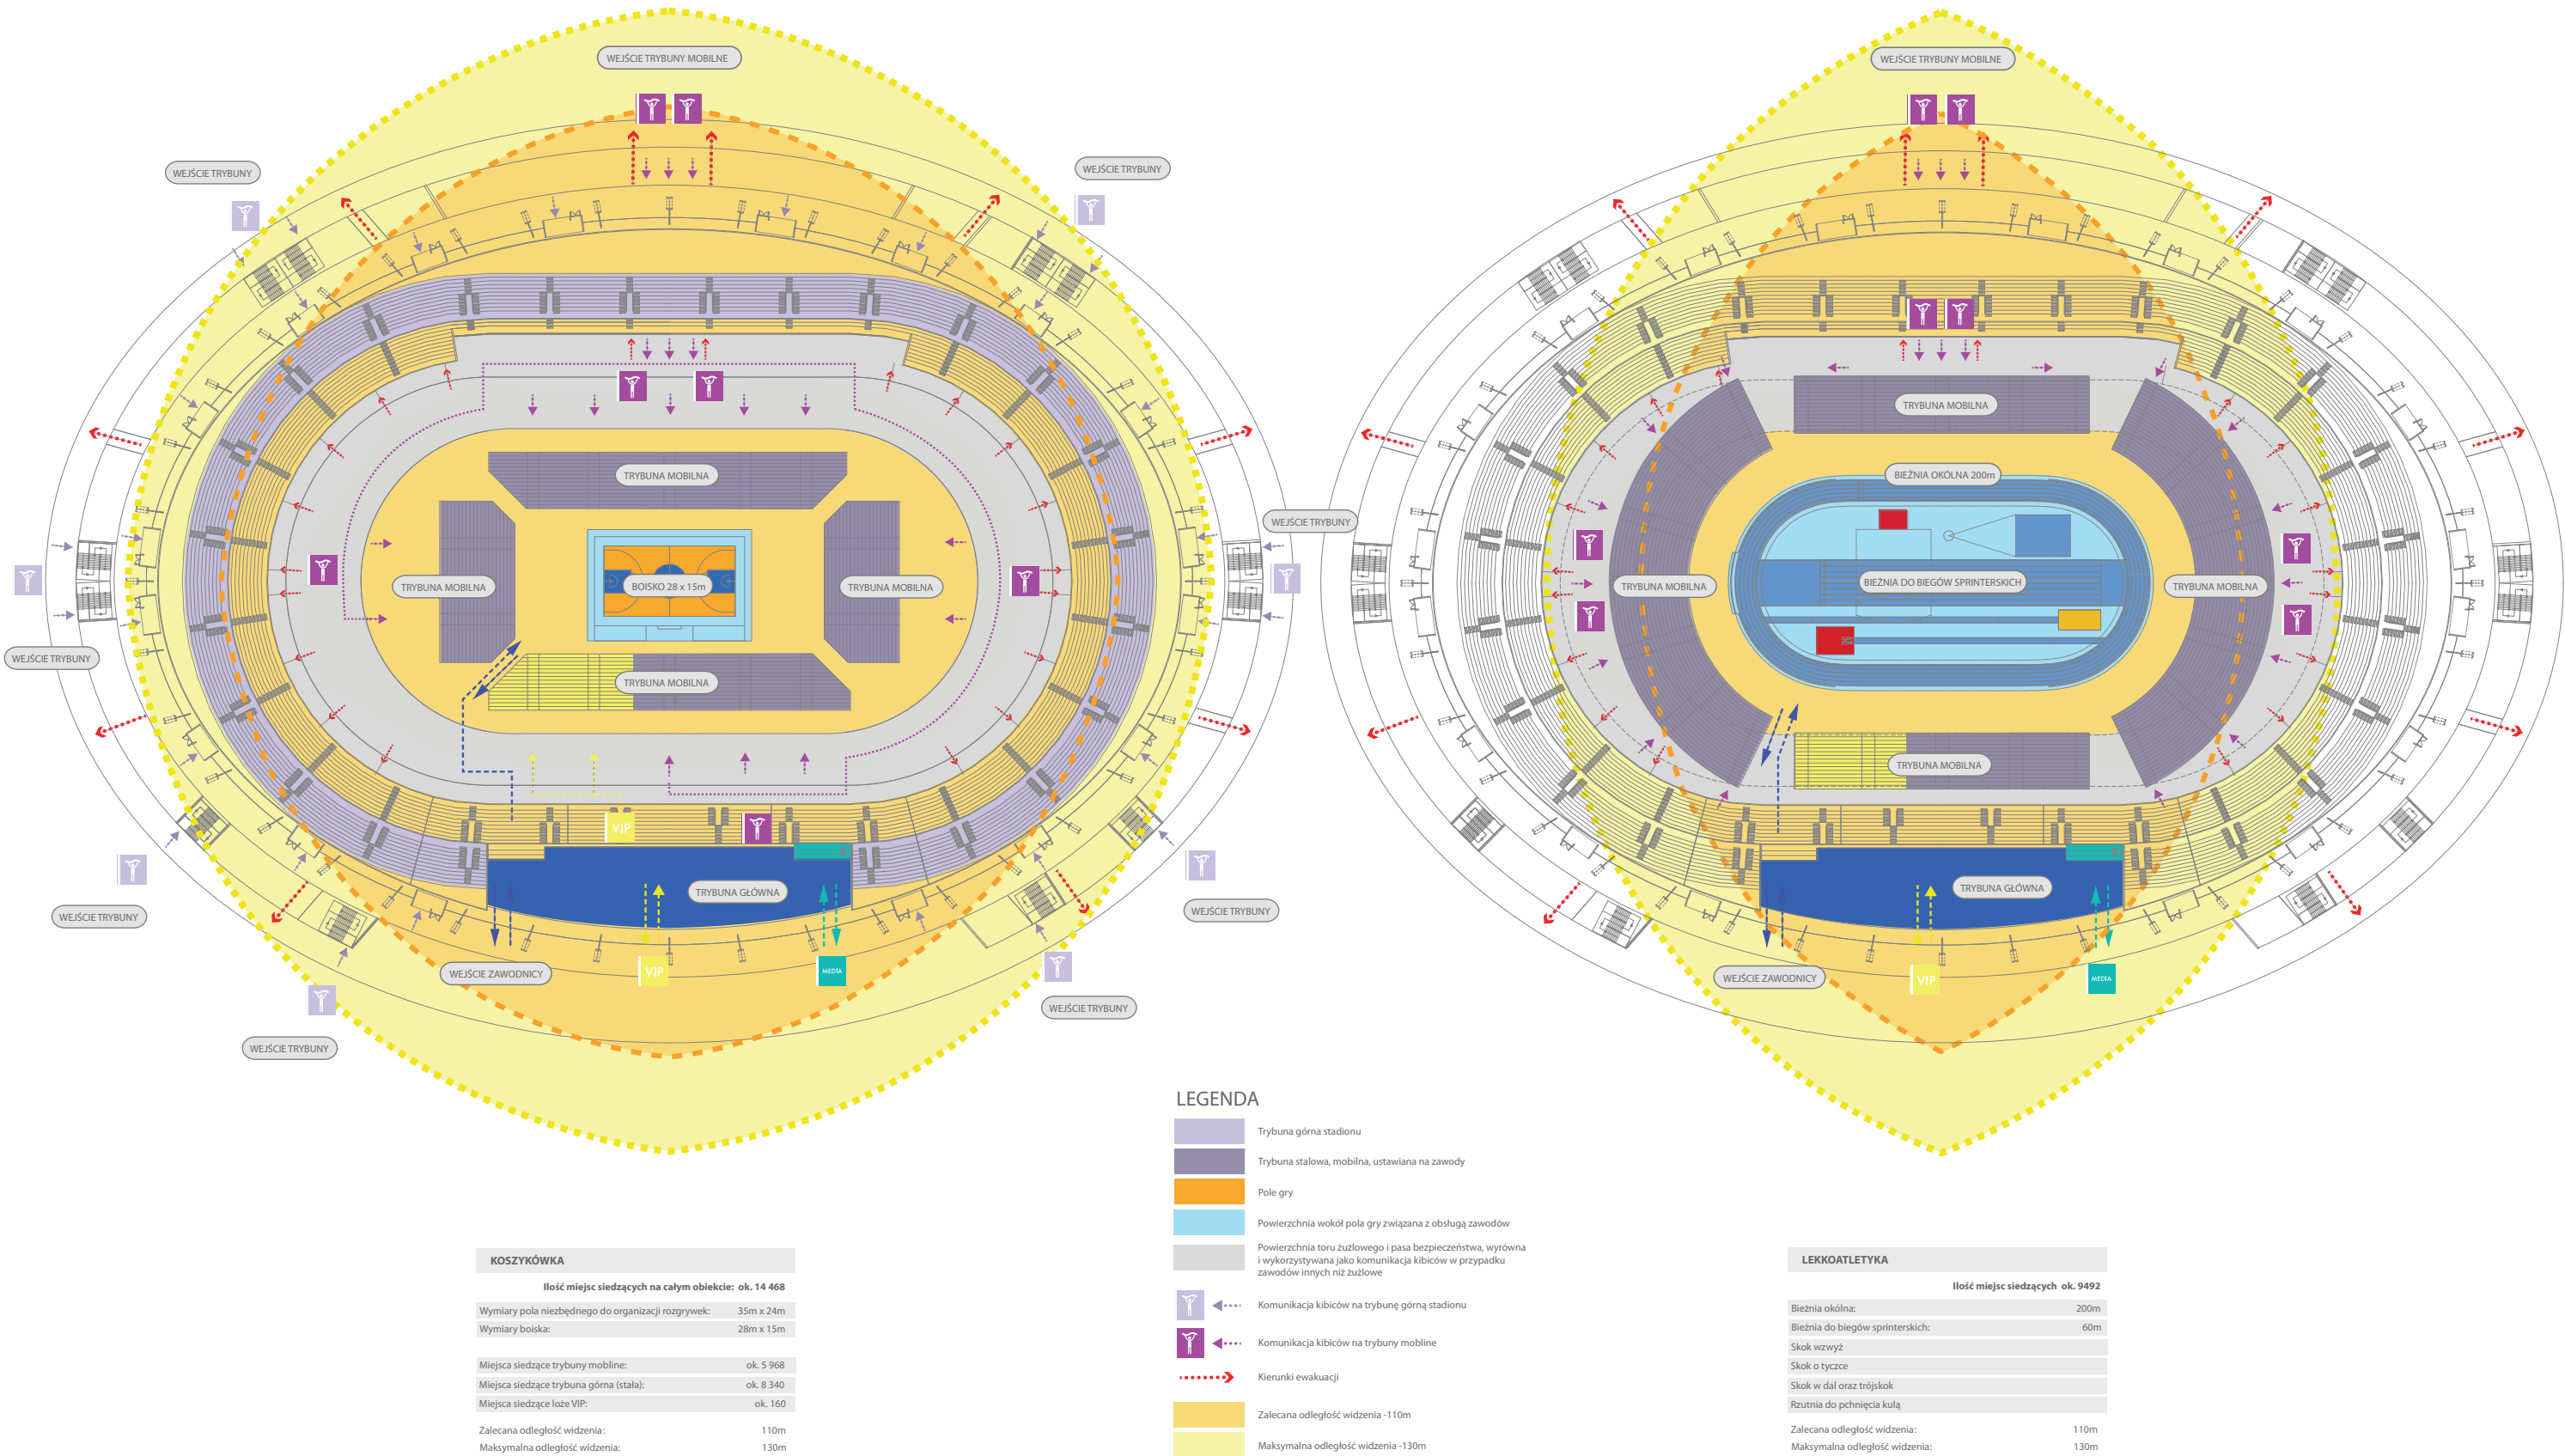 WEJŚCIE TRYBUNY MOBILNE
WEJŚCIE TRYBUNY
WEJŚCIE TRYBUNY
TRYBUNA MOBILNA
TRYBUNA MOBILNA
BOISKO 28 x 15m
TRYBUNA MOBILNA
WEJŚCIE TRYBUNY
WEJŚCIE TRYBUNY
TRYBUNA MOBILNA
VIP
TRYBUNA GŁÓWNA
WEJŚCIE TRYBUNY
WEJŚCIE TRYBUNY
WEJŚCIE ZAWODNICY
VIP
MEDIA
WEJŚCIE TRYBUNY
WEJŚCIE TRYBUNY
WEJŚCIE TRYBUNY MOBILNE
TRYBUNA MOBILNA
BIEŻNIA OKÓLNA 200m
TRYBUNA MOBILNA
BIEŻNIA DO BIEGÓW SPRINTERSKICH
TRYBUNA MOBILNA
TRYBUNA MOBILNA
TRYBUNA GŁÓWNA
WEJŚCIE ZAWODNICY
VIP
MEDIA
LEGENDA
Trybuna górna stadionu
Trybuna stalowa, mobilna, ustawiana na zawody
Pole gry
Powierzchnia wokół pola gry związana z obsługą zawodów
Powierzchnia toru żużlowego i pasa bezpieczeństwa, wyrówna
i wykorzystywana jako komunikacja kibiców w przypadku
zawodów innych niż żużlowe
Komunikacja kibiców na trybunę górną stadionu
Komunikacja kibiców na trybuny mobline
Kierunki ewakuacji
Zalecana odległość widzenia -110m
Maksymalna odległość widzenia -130m
KOSZYKÓWKA
Ilość miejsc siedzących na całym obiekcie: ok. 14 468
Wymiary pola niezbędnego do organizacji rozgrywek: 35m x 24m
Wymiary boiska: 28m x 15m
Miejsca siedzące trybuny mobline: ok. 5 968
Miejsca siedzące trybuna górna (stała): ok. 8 340
Miejsca siedzące loże VIP: ok. 160
Zalecana odległość widzenia: 110m
Maksymalna odległość widzenia: 130m
LEKKOATLETYKA
Ilość miejsc siedzących ok. 9492
Bieżnia okólna: 200m
Bieżnia do biegów sprinterskich: 60m
Skok wzwyż
Skok o tyczce
Skok w dal oraz trójskok
Rzutnia do pchnięcia kulą
Zalecana odległość widzenia: 110m
Maksymalna odległość widzenia: 130m